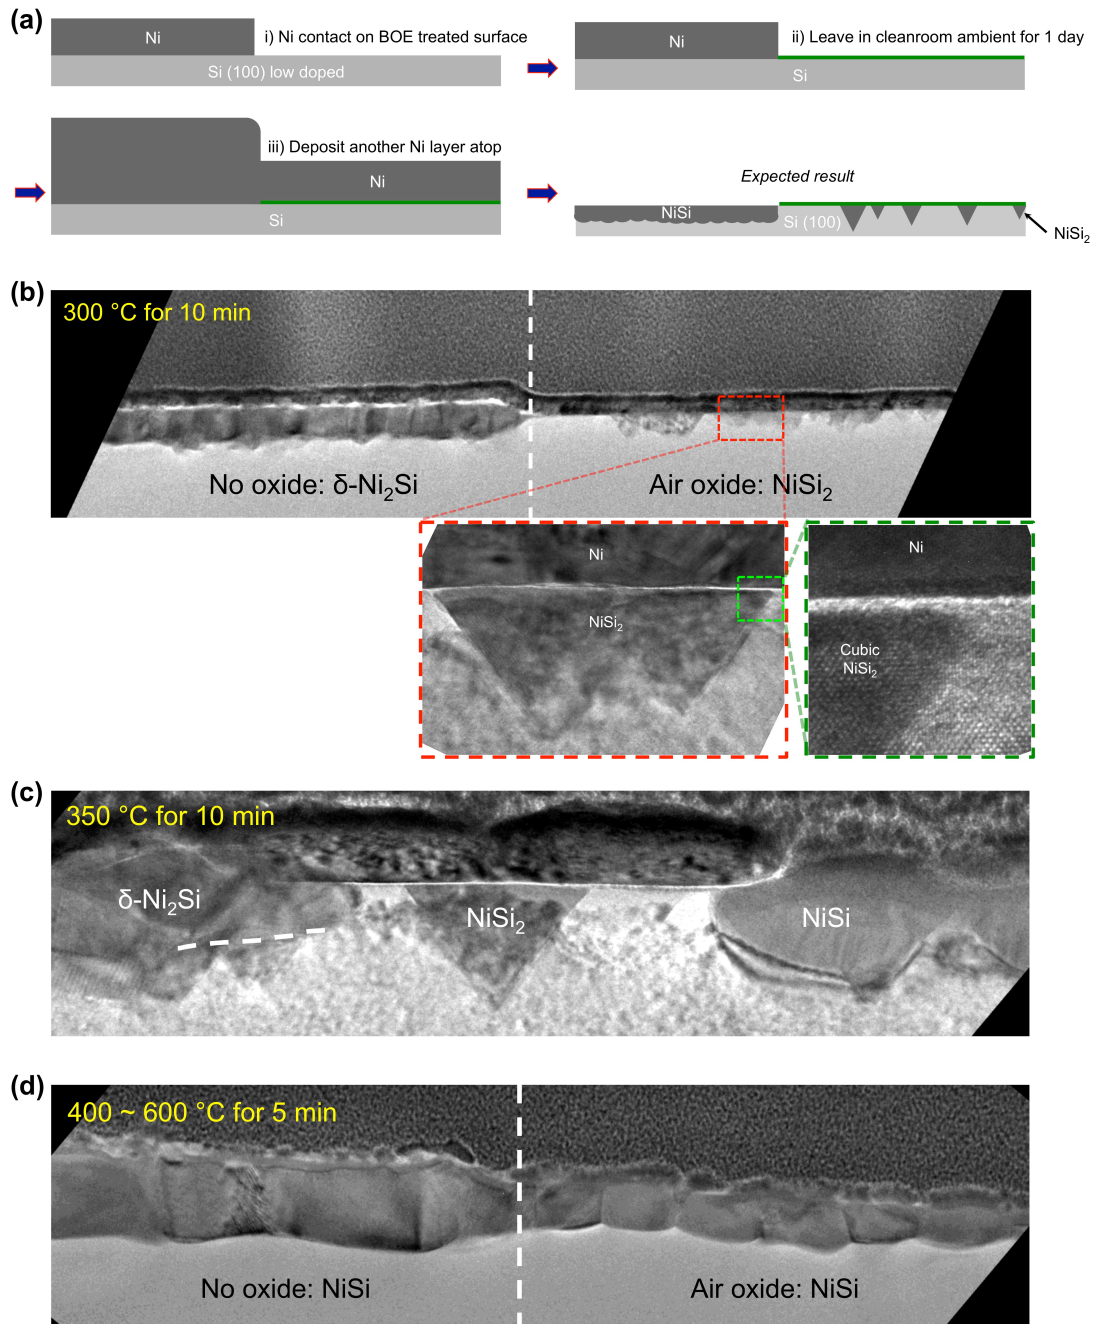 (a)
Ni
i) Ni contact on BOE treated surface
Si (100) low doped
Ni
ii) Leave in cleanroom ambient for 1 day
Si
iii) Deposit another Ni layer atop
Ni
Si
Expected result
NiSi
Si (100)
NiSi₂
(b)
300 °C for 10 min
No oxide: δ-Ni₂Si
Air oxide: NiSi₂
Ni
NiSi₂
Ni
Cubic
NiSi₂
(c)
350 °C for 10 min
δ-Ni₂Si
NiSi₂
NiSi
(d)
400 ~ 600 °C for 5 min
No oxide: NiSi
Air oxide: NiSi